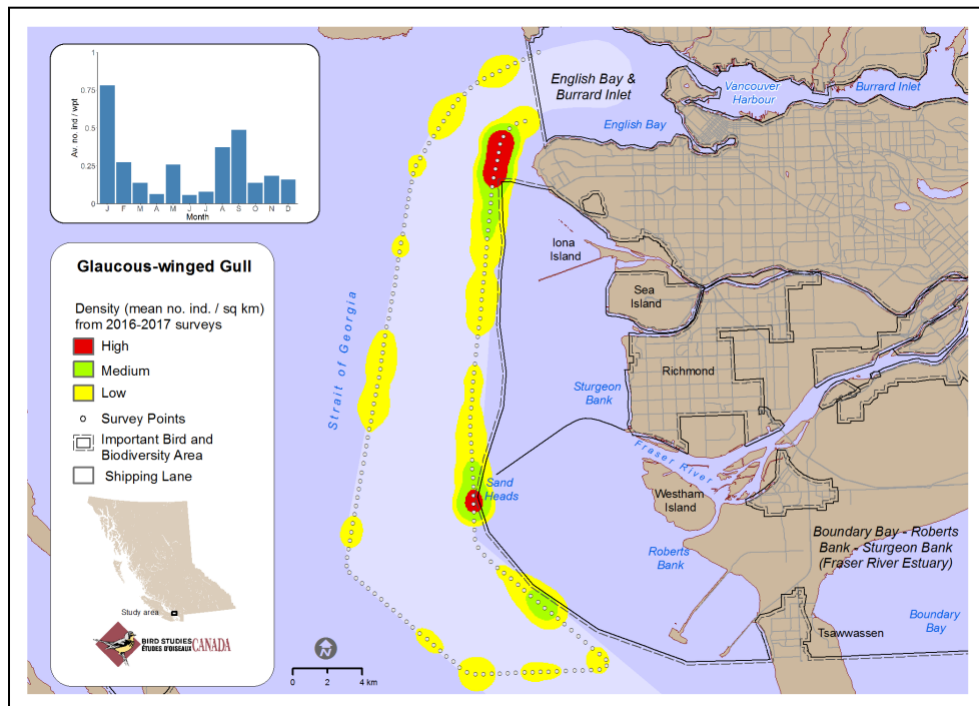 1
0.75
0.5
0.25
0
Av. no. ind / wpt
J F M A M J J A S O N D
Month
Glaucous-winged Gull
Density (mean no. ind. / sq km)
from 2016-2017 surveys
High
Medium
Low
Survey Points
Important Bird and
Biodiversity Area
Shipping Lane
Study area
BIRD STUDIES
ÉTUDES D'OISEAUX
CANADA
N
0 2 4 km
Strait of Georgia
English Bay &
Burrard Inlet
English Bay
Vancouver
Harbour
Burrard Inlet
Iona
Island
Sea
Island
Sturgeon
Bank
Richmond
Fraser River
Sand
Heads
Westham
Island
Roberts
Bank
Boundary Bay - Roberts
Bank - Sturgeon Bank
(Fraser River Estuary)
Boundary
Bay
Tsawwassen